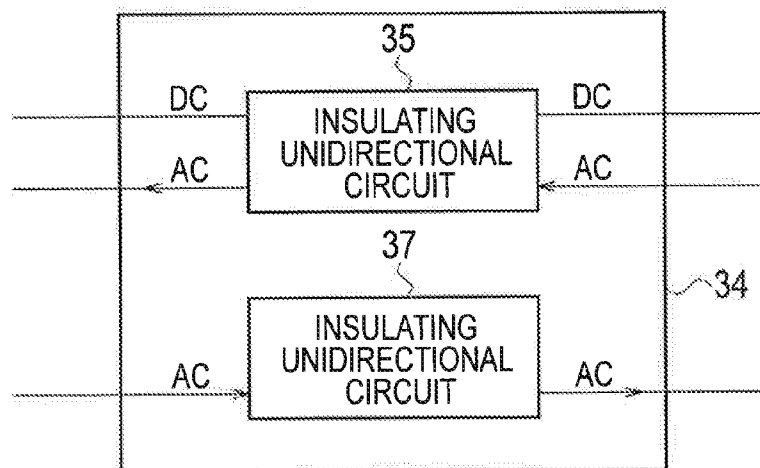 35
DC
INSULATING
UNIDIRECTIONAL
CIRCUIT
DC
AC
AC
37
34
INSULATING
UNIDIRECTIONAL
CIRCUIT
AC
AC